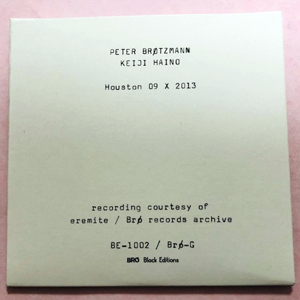 PETER BRØTZMANN
KEIJI HAINO
Houston 09 X 2013
recording courtesy of
eremite / Brø records archive
BE-1002 / Brø-G
BRO Black Editions